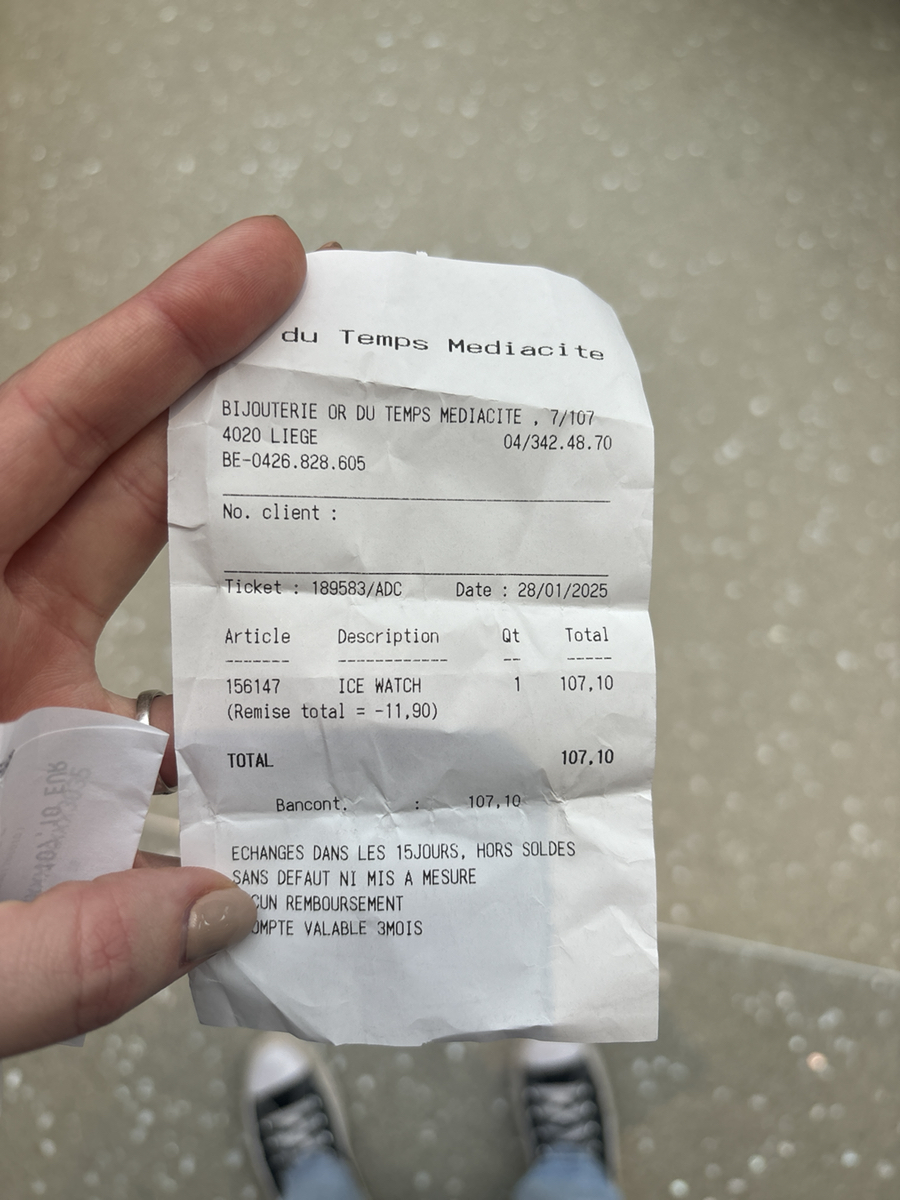 du Temps Mediacite
BIJOUTERIE OR DU TEMPS MEDIACITE , 7/107
4020 LIEGE 04/342.48.70
BE-0426.828.605
No. client :
Ticket : 189583/ADC Date : 28/01/2025
Article Description Qt Total
------- ------------ -- -----
156147 ICE WATCH 1 107,10
(Remise total = -11,90)
TOTAL 107,10
Bancont. : 107,10
ECHANGES DANS LES 15JOURS, HORS SOLDES
SANS DEFAUT NI MIS A MESURE
CUN REMBOURSEMENT
OMPTE VALABLE 3MOIS